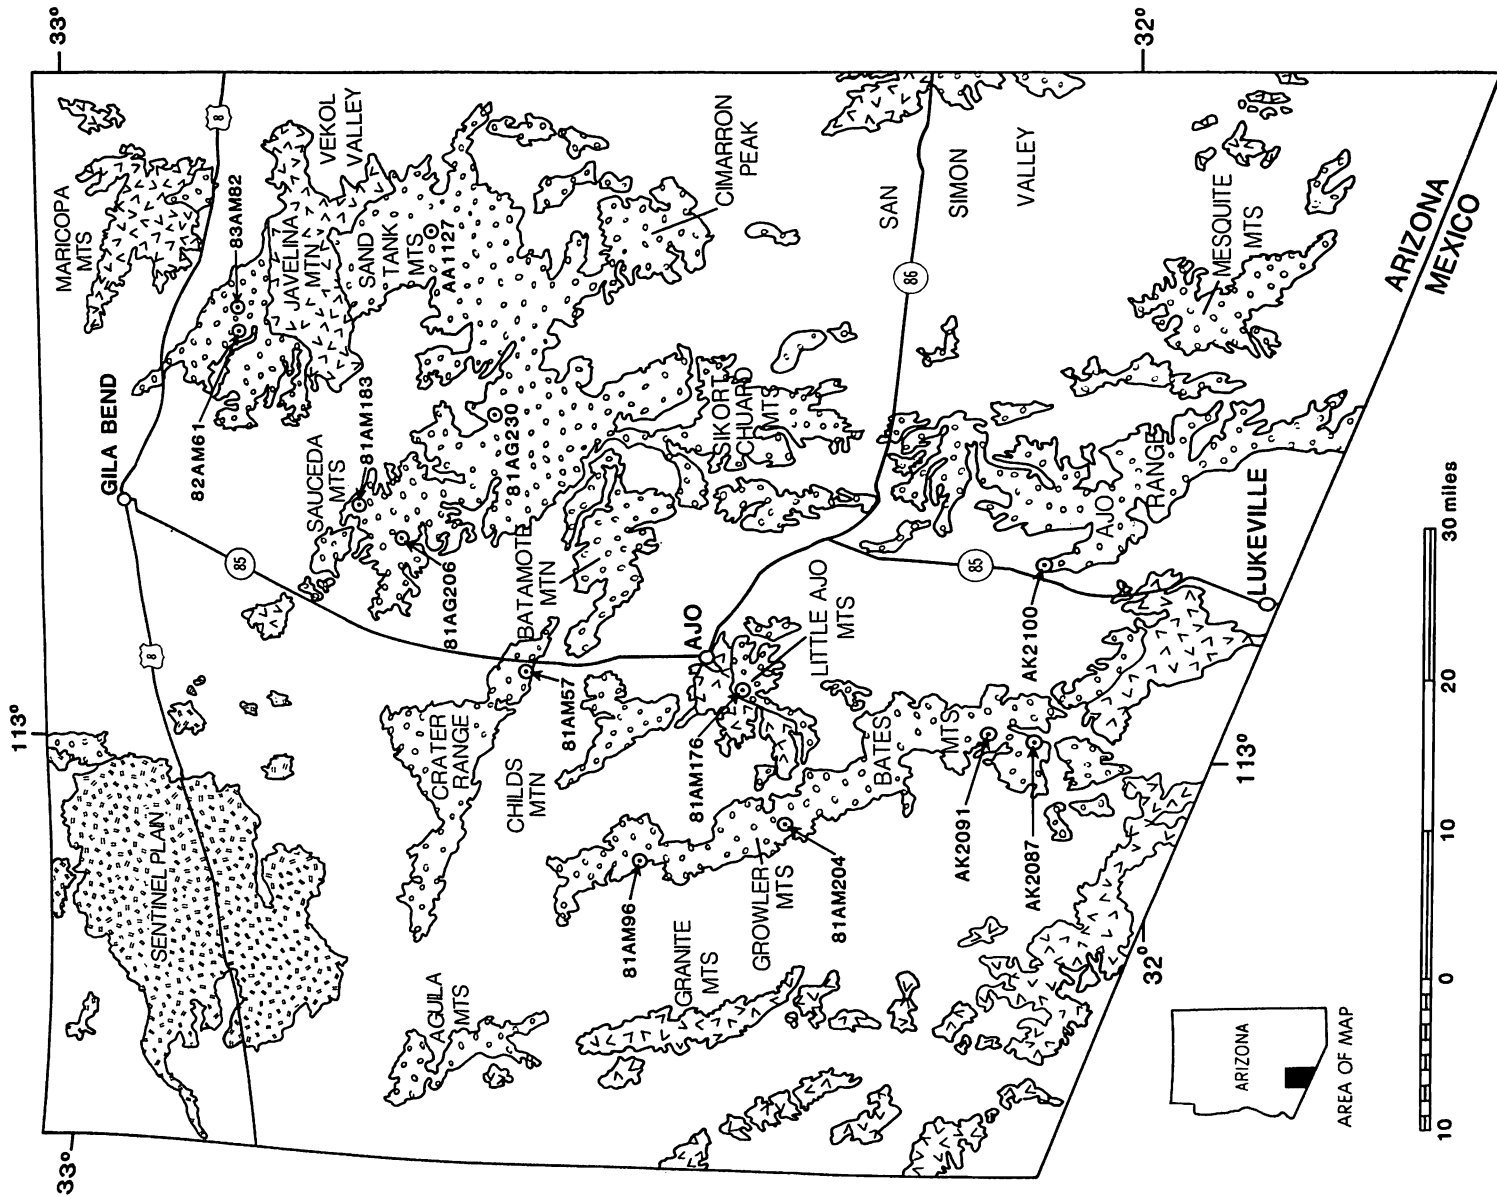 33°
32°
MARICOPA
MTS
8
VEKOL
VALLEY
83AM82
JAVELINA
MTN
SAND
TANK
MTS
AA1127
CIMARRON
PEAK
SAN
SIMON
VALLEY
86
MESQUITE
MTS
ARIZONA
MEXICO
GILA BEND
82AM61
SAUCEDA
MTS
81AM183
81AG230
SIKORT
CHUAPO
MTS
AJO
RANGE
LUKEVILLE
85
81AG206
BATAMOTE
MTN
AJO
LITTLE AJO
MTS
85
AK2100
8
113°
CRATER
RANGE
CHILDS
MTN
81AM57
81AM176
BATES
MTS
AK2091
AK2087
113°
SENTINEL PLAIN
81AM96
GROWLER
MTS
81AM204
AGUILA
MTS
GRANITE
MTS
32°
33°
ARIZONA
AREA OF MAP
10 0 10 20 30 miles